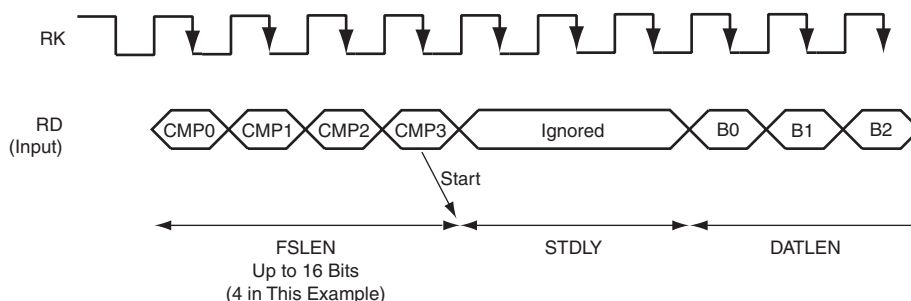 RK
RD
(Input)
CMP0 CMP1 CMP2 CMP3 Ignored B0 B1 B2
Start
FSLEN STDLY DATLEN
Up to 16 Bits
(4 in This Example)